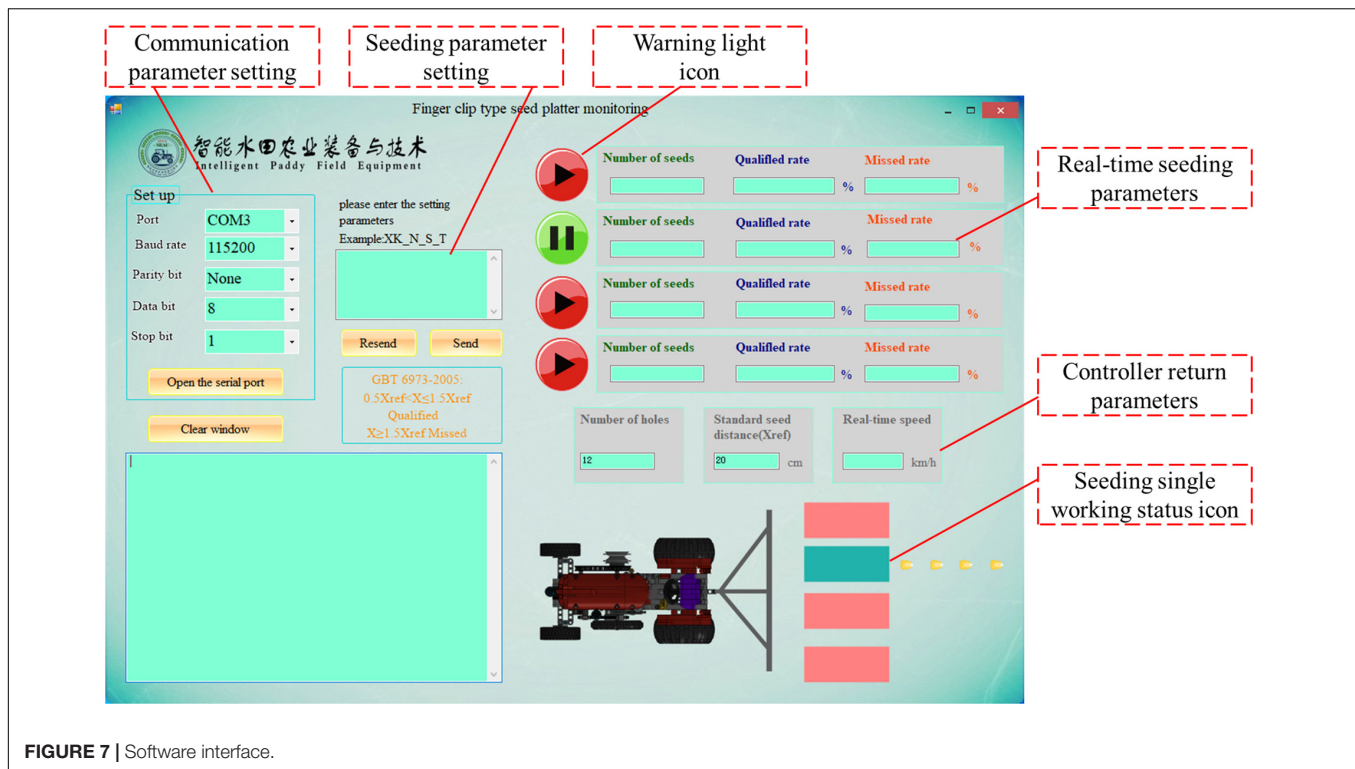 Communication
parameter setting
Seeding parameter
setting
Warning light
icon
Finger clip type seed platter monitoring
智能水田农业装备与技术
Intelligent Paddy Field Equipment
Set up
Port
COM3
Baud rate
115200
Parity bit
None
Data bit
8
Stop bit
1
Open the serial port
Clear window
please enter the setting
parameters
Example:XK_N_S_T
Resend
Send
GBT 6973-2005:
0.5Xref<X≤1.5Xref
Qualified
X≥1.5Xref Missed
Number of seeds
Qualified rate
%
Missed rate
%
Number of seeds
Qualified rate
%
Missed rate
%
Number of seeds
Qualified rate
%
Missed rate
%
Number of seeds
Qualified rate
%
Missed rate
%
Real-time seeding
parameters
Number of holes
12
Standard seed
distance(Xref)
20 cm
Real-time speed
km/h
Controller return
parameters
Seeding single
working status icon
FIGURE 7 | Software interface.